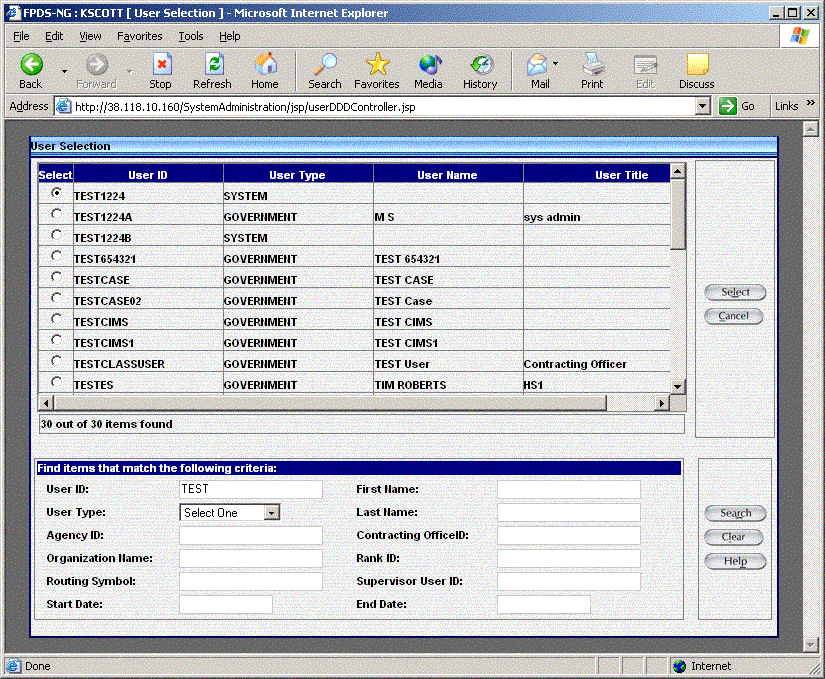 FPDS-NG : KSCOTT [ User Selection ] - Microsoft Internet Explorer
File Edit View Favorites Tools Help
Back Forward Stop Refresh Home Search Favorites Media History Mail Print Edit Discuss
Address http://38.118.10.160/SystemAdministration/jsp/userDDDController.jsp Go Links »
User Selection
Select User ID User Type User Name User Title
TEST1224 SYSTEM
TEST1224A GOVERNMENT M S sys admin
TEST1224B SYSTEM
TEST654321 GOVERNMENT TEST 654321
TESTCASE GOVERNMENT TEST CASE
TESTCASE02 GOVERNMENT TEST Case
TESTCIMS GOVERNMENT TEST CIMS
TESTCIMS1 GOVERNMENT TEST CIMS1
TESTCLASSUSER GOVERNMENT TEST User Contracting Officer
TESTES GOVERNMENT TIM ROBERTS HS1
Select
Cancel
30 out of 30 items found
Find items that match the following criteria:
User ID: TEST First Name:
User Type: Select One Last Name:
Agency ID: Contracting OfficeID:
Organization Name: Rank ID:
Routing Symbol: Supervisor User ID:
Start Date: End Date:
Search
Clear
Help
Done Internet